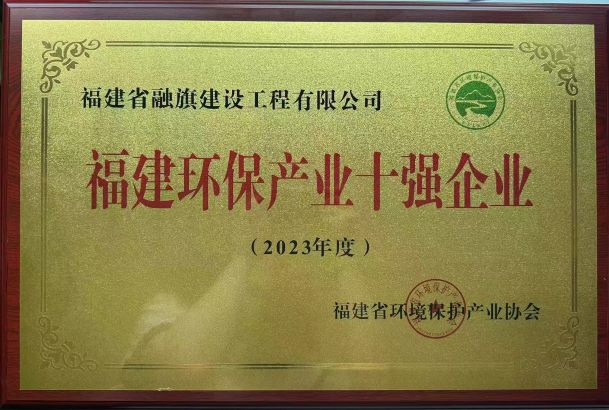 福建省融旗建设工程有限公司
福建环保产业十强企业
（2023年度）
福建省环境保护产业协会